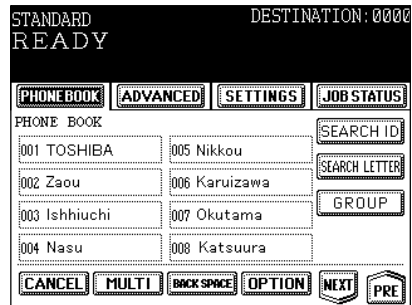 STANDARD DESTINATION:0000
READY
PHONE BOOK ADVANCED SETTINGS JOB STATUS
PHONE BOOK
SEARCH ID
001 TOSHIBA 005 Nikkou
SEARCH LETTER
002 Zaou 006 Karuizawa
GROUP
003 Ishhiuchi 007 Okutama
004 Nasu 008 Katsuura
CANCEL MULTI BACK SPACE OPTION NEXT PRE